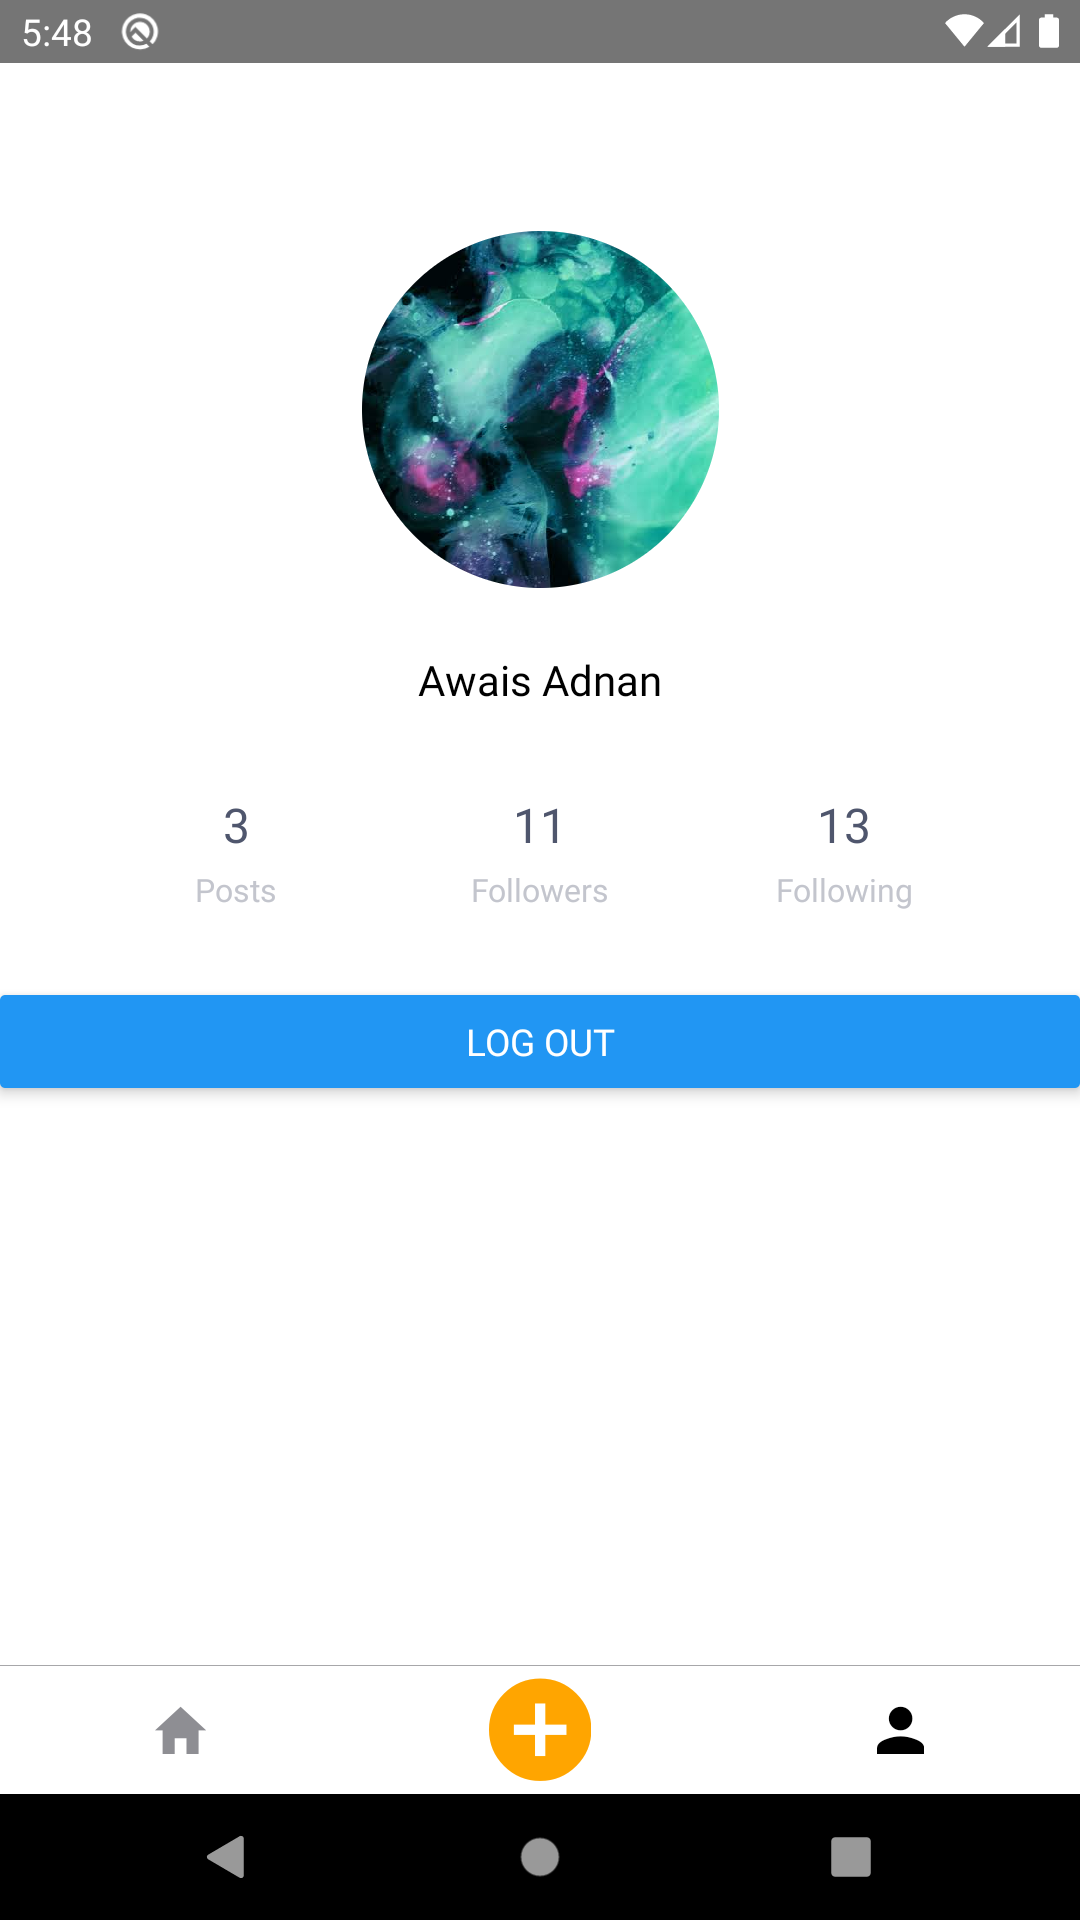 5:48
Awais Adnan
3 11 13
Posts Followers Following
LOG OUT